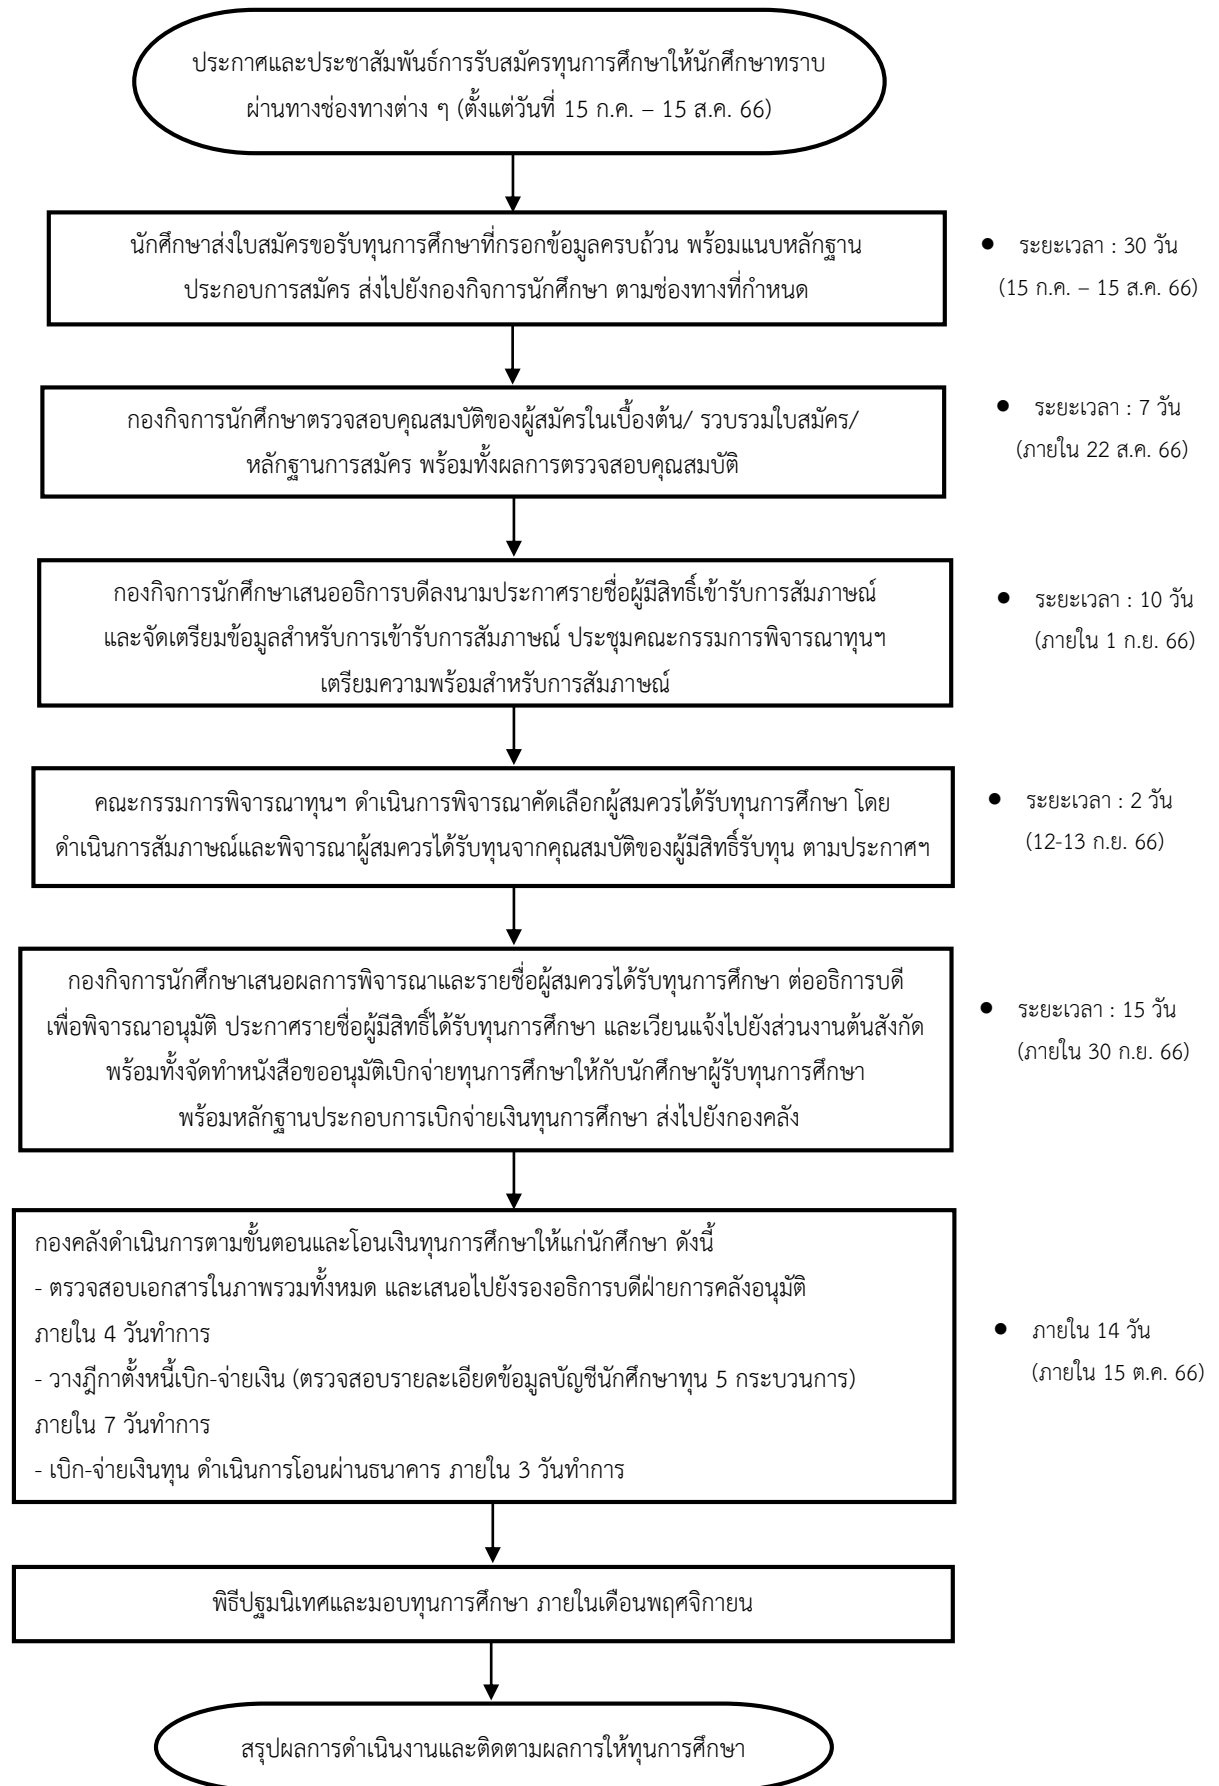 ประกาศและประชาสัมพันธ์การรับสมัครทุนการศึกษาให้นักศึกษาทราบ
ผ่านทางช่องทางต่าง ๆ (ตั้งแต่วันที่ 15 ก.ค. – 15 ส.ค. 66)
นักศึกษาส่งใบสมัครขอรับทุนการศึกษาที่กรอกข้อมูลครบถ้วน พร้อมแนบหลักฐาน
ประกอบการสมัคร ส่งไปยังกองกิจการนักศึกษา ตามช่องทางที่กำหนด
● ระยะเวลา : 30 วัน
(15 ก.ค. – 15 ส.ค. 66)
กองกิจการนักศึกษาตรวจสอบคุณสมบัติของผู้สมัครในเบื้องต้น/ รวบรวมใบสมัคร/
หลักฐานการสมัคร พร้อมทั้งผลการตรวจสอบคุณสมบัติ
● ระยะเวลา : 7 วัน
(ภายใน 22 ส.ค. 66)
กองกิจการนักศึกษาเสนออธิการบดีลงนามประกาศรายชื่อผู้มีสิทธิ์เข้ารับการสัมภาษณ์
และจัดเตรียมข้อมูลสำหรับการเข้ารับการสัมภาษณ์ ประชุมคณะกรรมการพิจารณาทุนฯ
เตรียมความพร้อมสำหรับการสัมภาษณ์
● ระยะเวลา : 10 วัน
(ภายใน 1 ก.ย. 66)
คณะกรรมการพิจารณาทุนฯ ดำเนินการพิจารณาคัดเลือกผู้สมควรได้รับทุนการศึกษา โดย
ดำเนินการสัมภาษณ์และพิจารณาผู้สมควรได้รับทุนจากคุณสมบัติของผู้มีสิทธิ์รับทุน ตามประกาศฯ
● ระยะเวลา : 2 วัน
(12-13 ก.ย. 66)
กองกิจการนักศึกษาเสนอผลการพิจารณาและรายชื่อผู้สมควรได้รับทุนการศึกษา ต่ออธิการบดี
เพื่อพิจารณาอนุมัติ ประกาศรายชื่อผู้มีสิทธิ์ได้รับทุนการศึกษา และเวียนแจ้งไปยังส่วนงานต้นสังกัด
พร้อมทั้งจัดทำหนังสือขออนุมัติเบิกจ่ายทุนการศึกษาให้กับนักศึกษาผู้รับทุนการศึกษา
พร้อมหลักฐานประกอบการเบิกจ่ายเงินทุนการศึกษา ส่งไปยังกองคลัง
● ระยะเวลา : 15 วัน
(ภายใน 30 ก.ย. 66)
กองคลังดำเนินการตามขั้นตอนและโอนเงินทุนการศึกษาให้แก่นักศึกษา ดังนี้
- ตรวจสอบเอกสารในภาพรวมทั้งหมด และเสนอไปยังรองอธิการบดีฝ่ายการคลังอนุมัติ
ภายใน 4 วันทำการ
- วางฎีกาตั้งหนี้เบิก-จ่ายเงิน (ตรวจสอบรายละเอียดข้อมูลบัญชีนักศึกษาทุน 5 กระบวนการ)
ภายใน 7 วันทำการ
- เบิก-จ่ายเงินทุน ดำเนินการโอนผ่านธนาคาร ภายใน 3 วันทำการ
● ภายใน 14 วัน
(ภายใน 15 ต.ค. 66)
พิธีปฐมนิเทศและมอบทุนการศึกษา ภายในเดือนพฤศจิกายน
สรุปผลการดำเนินงานและติดตามผลการให้ทุนการศึกษา